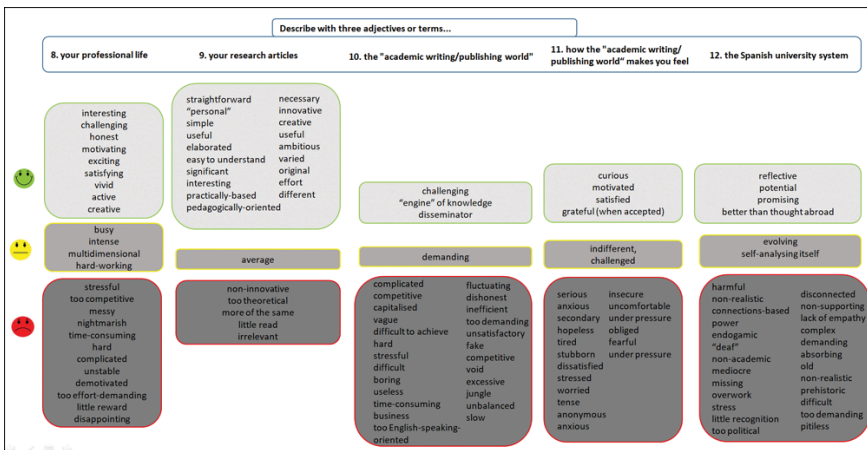 Describe with three adjectives or terms...
8. your professional life
9. your research articles
10. the "academic writing/publishing world"
11. how the "academic writing/
publishing world" makes you feel
12. the Spanish university system
interesting
challenging
honest
motivating
exciting
satisfying
vivid
active
creative
straightforward
"personal"
simple
useful
elaborated
easy to understand
significant
interesting
practically-based
pedagogically-oriented
necessary
innovative
creative
useful
ambitious
varied
original
effort
different
challenging
"engine" of knowledge
disseminator
curious
motivated
satisfied
grateful (when accepted)
reflective
potential
promising
better than thought abroad
busy
intense
multidimensional
hard-working
average
demanding
indifferent,
challenged
evolving
self-analysing itself
stressful
too competitive
messy
nightmarish
time-consuming
hard
complicated
unstable
demotivated
too effort-demanding
little reward
disappointing
non-innovative
too theoretical
more of the same
little read
irrelevant
complicated
competitive
capitalised
vague
difficult to achieve
hard
stressful
difficult
boring
useless
time-consuming
business
too English-speaking-
oriented
fluctuating
dishonest
inefficient
too demanding
unsatisfactory
fake
competitive
void
excessive
jungle
unbalanced
slow
serious
anxious
secondary
hopeless
tired
stubborn
dissatisfied
stressed
worried
tense
anonymous
anxious
insecure
uncomfortable
under pressure
obliged
fearful
under pressure
harmful
non-realistic
connections-based
power
endogamic
"deaf"
non-academic
mediocre
missing
overwork
stress
little recognition
too political
disconnected
non-supporting
lack of empathy
complex
demanding
absorbing
old
non-realistic
prehistoric
difficult
too demanding
pitiless